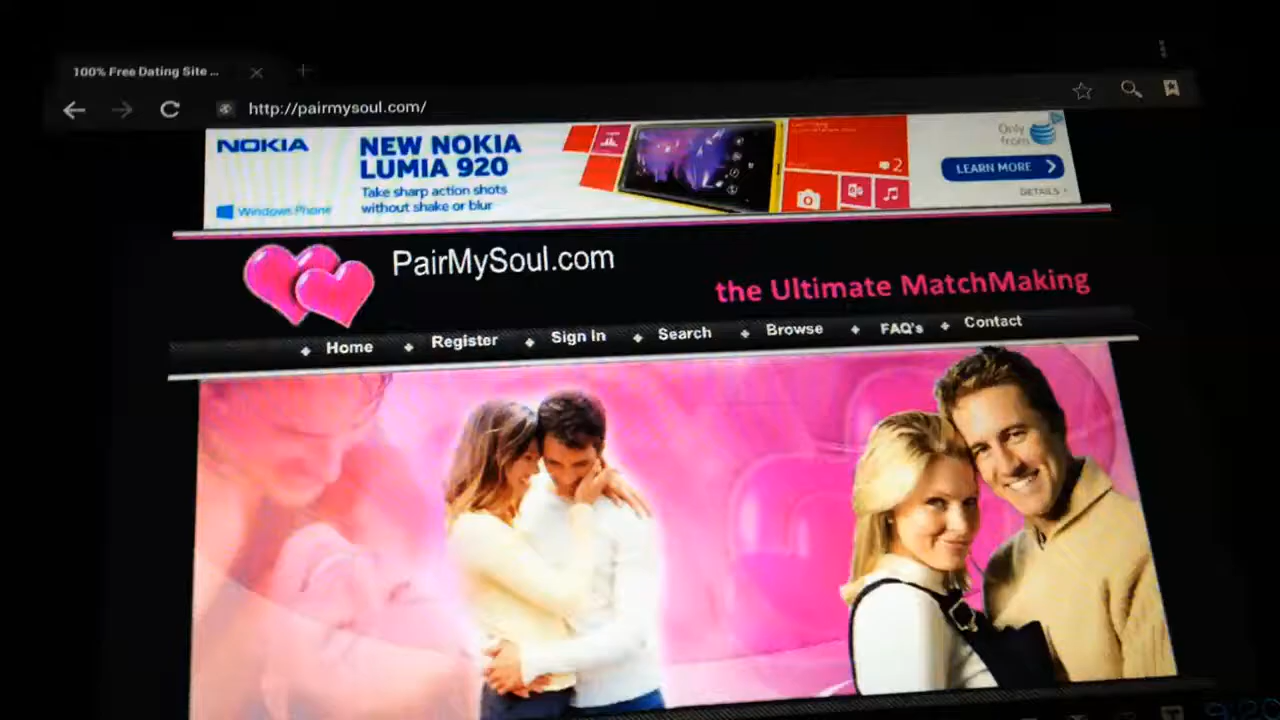 100% Free Dating Site ...
http://pairmysoul.com/
NOKIA
NEW NOKIA
LUMIA 920
Take sharp action shots
without shake or blur
Windows Phone
2
Only
from
LEARN MORE
DETAILS
PairMySoul.com
the Ultimate MatchMaking
Home
Register
Sign In
Search
Browse
FAQ's
Contact